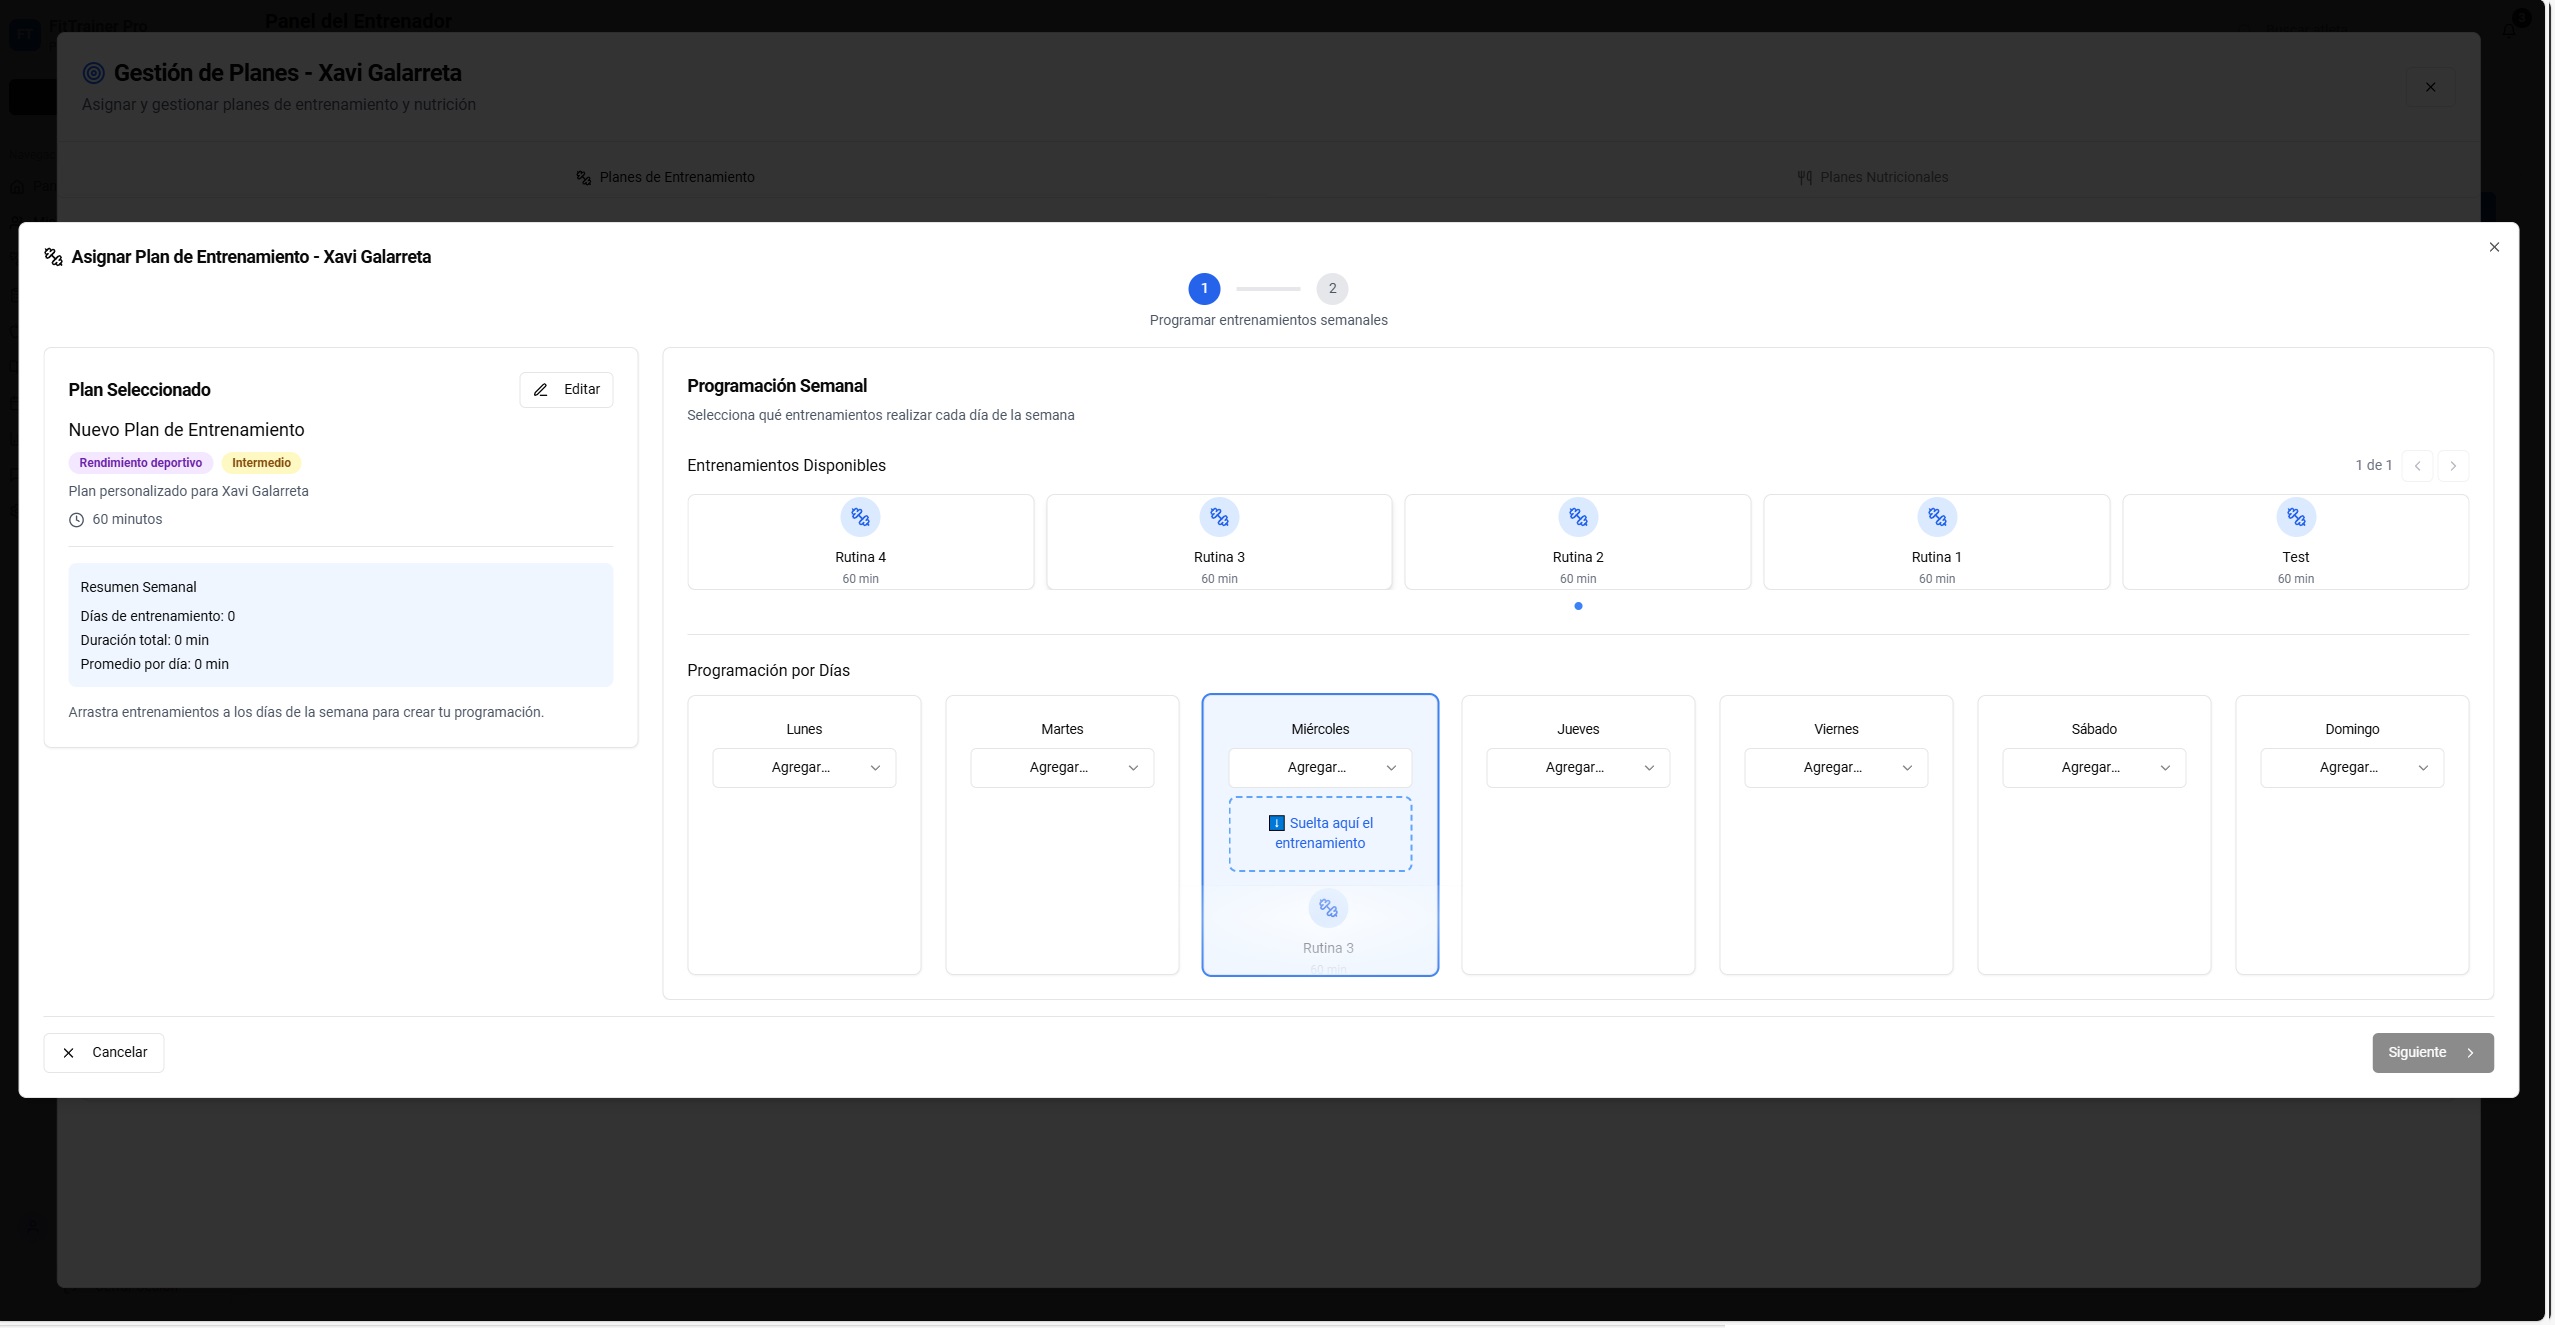 FitTrainer Pro
Panel del Entrenador
Gestión de Planes - Xavi Galarreta
Asignar y gestionar planes de entrenamiento y nutrición
Planes de Entrenamiento
Planes Nutricionales
Asignar Plan de Entrenamiento - Xavi Galarreta
1
2
Programar entrenamientos semanales
Plan Seleccionado
Editar
Nuevo Plan de Entrenamiento
Rendimiento deportivo
Intermedio
Plan personalizado para Xavi Galarreta
60 minutos
Resumen Semanal
Días de entrenamiento: 0
Duración total: 0 min
Promedio por día: 0 min
Arrastra entrenamientos a los días de la semana para crear tu programación.
Programación Semanal
Selecciona qué entrenamientos realizar cada día de la semana
Entrenamientos Disponibles
1 de 1
Rutina 4
60 min
Rutina 3
60 min
Rutina 2
60 min
Rutina 1
60 min
Test
60 min
Programación por Días
Lunes
Agregar...
Martes
Agregar...
Miércoles
Agregar...
Suelta aquí el
entrenamiento
Rutina 3
60 min
Jueves
Agregar...
Viernes
Agregar...
Sábado
Agregar...
Domingo
Agregar...
Cancelar
Siguiente